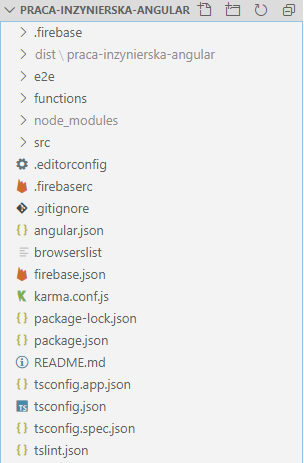 PRACA-INZYNIERSKA-ANGULAR
.firebase
dist \ praca-inzynierska-angular
e2e
functions
node_modules
src
.editorconfig
.firebaserc
.gitignore
angular.json
browserslist
firebase.json
karma.conf.js
package-lock.json
package.json
README.md
tsconfig.app.json
tsconfig.json
tsconfig.spec.json
tslint.json